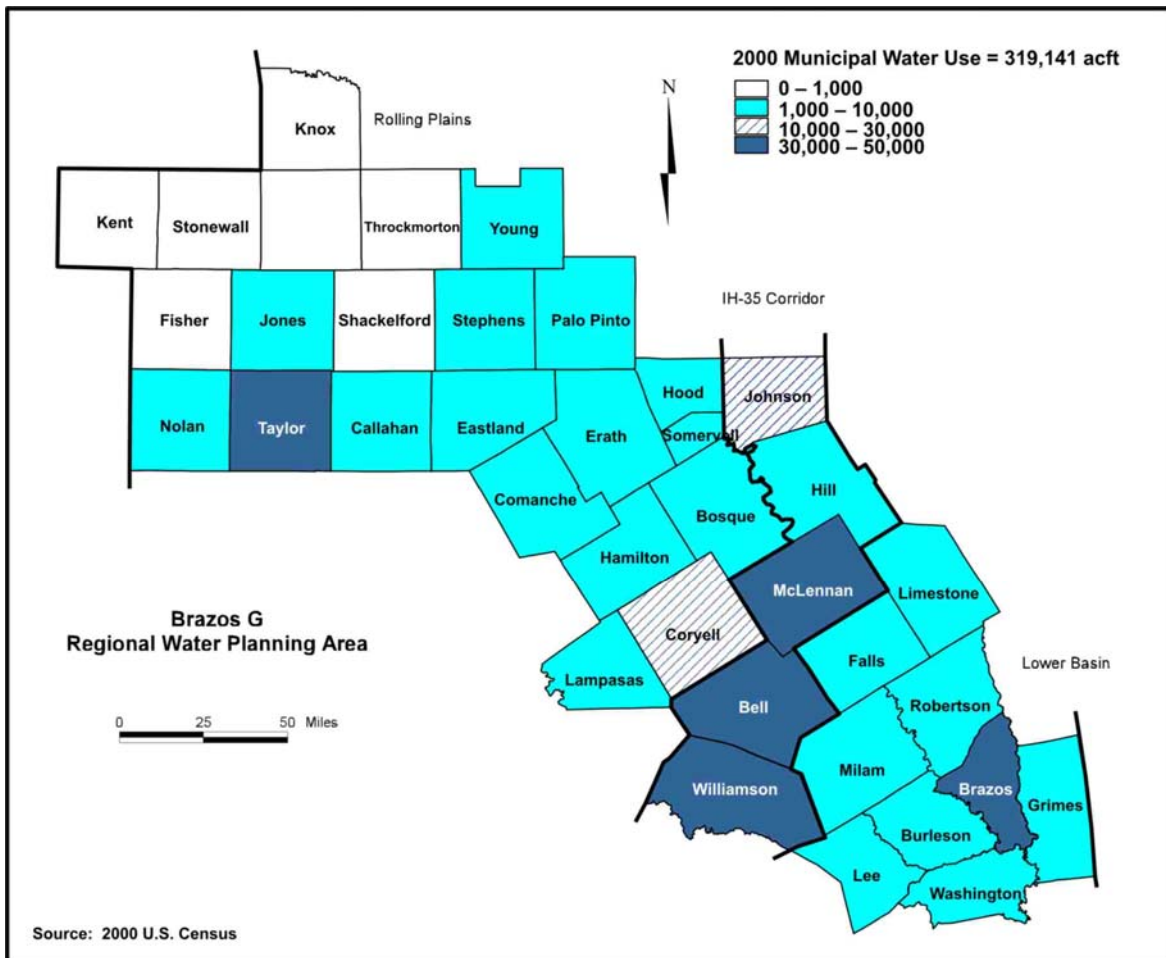 2000 Municipal Water Use = 319,141 acft
0 – 1,000
1,000 – 10,000
10,000 – 30,000
30,000 – 50,000
N
Knox
Rolling Plains
Kent
Stonewall
Throckmorton
Young
Fisher
Jones
Shackelford
Stephens
Palo Pinto
IH-35 Corridor
Nolan
Taylor
Callahan
Eastland
Erath
Hood
Johnson
Somervell
Comanche
Bosque
Hill
Hamilton
McLennan
Limestone
Brazos G
Regional Water Planning Area
Coryell
Falls
Lower Basin
Lampasas
Bell
Robertson
0 25 50 Miles
Milam
Williamson
Brazos
Grimes
Burleson
Lee
Washington
Source: 2000 U.S. Census